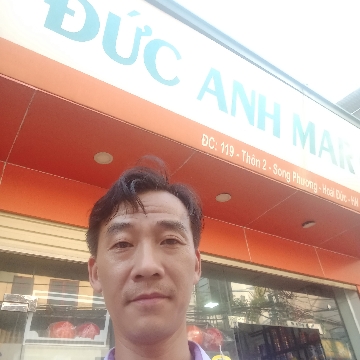 ĐỨC ANH MAR
ĐC: 119 - Thôn 2 - Song Phương - Hoài Đức - HN